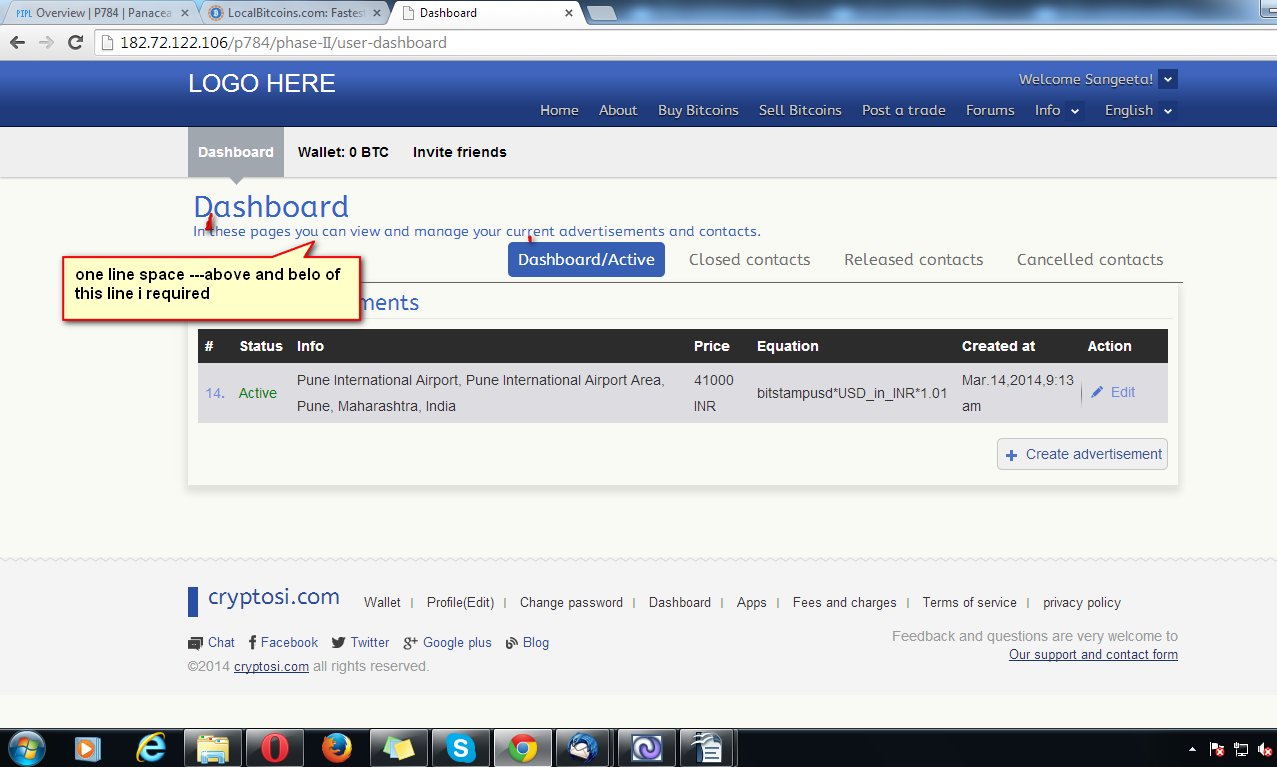 PIPL Overview | P784 | Panacea
LocalBitcoins.com: Fastes
Dashboard
182.72.122.106/p784/phase-II/user-dashboard
LOGO HERE
Welcome Sangeeta!
Home About Buy Bitcoins Sell Bitcoins Post a trade Forums Info English
Dashboard Wallet: 0 BTC Invite friends
Dashboard
In these pages you can view and manage your current advertisements and contacts.
one line space ---above and belo of
this line i required
Dashboard/Active Closed contacts Released contacts Cancelled contacts
ments
# Status Info Price Equation Created at Action
14. Active Pune International Airport, Pune International Airport Area, Pune, Maharashtra, India 41000 INR bitstampusd*USD_in_INR*1.01 Mar.14,2014,9:13 am Edit
Create advertisement
cryptosi.com
Wallet | Profile(Edit) | Change password | Dashboard | Apps | Fees and charges | Terms of service | privacy policy
Chat Facebook Twitter Google plus Blog
Feedback and questions are very welcome to
Our support and contact form
©2014 cryptosi.com all rights reserved.